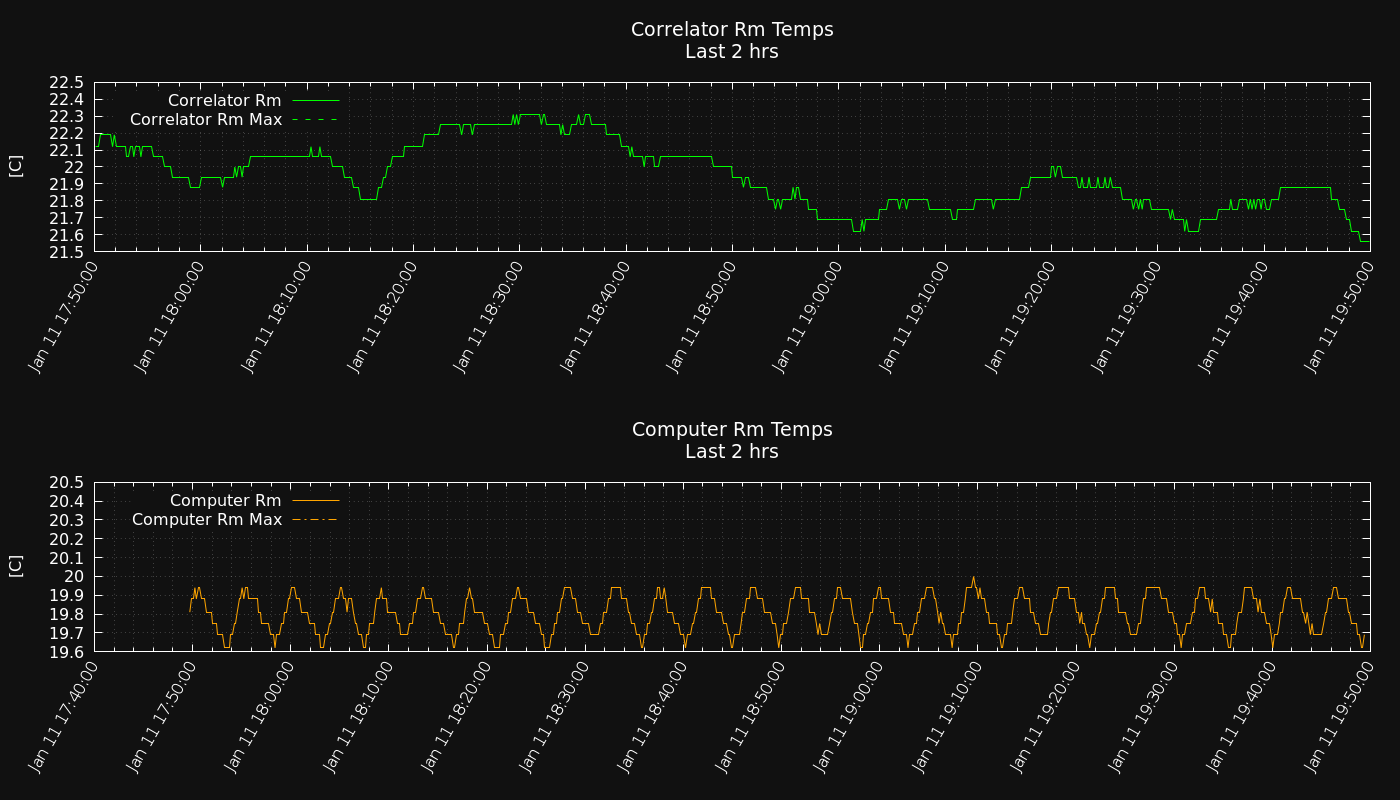 Correlator Rm Temps
Last 2 hrs
22.5
22.4
22.3
22.2
22.1
22
21.9
21.8
21.7
21.6
21.5
[C]
Correlator Rm
Correlator Rm Max
Jan 11 17:50:00
Jan 11 18:00:00
Jan 11 18:10:00
Jan 11 18:20:00
Jan 11 18:30:00
Jan 11 18:40:00
Jan 11 18:50:00
Jan 11 19:00:00
Jan 11 19:10:00
Jan 11 19:20:00
Jan 11 19:30:00
Jan 11 19:40:00
Jan 11 19:50:00
Computer Rm Temps
Last 2 hrs
20.5
20.4
20.3
20.2
20.1
20
19.9
19.8
19.7
19.6
[C]
Computer Rm
Computer Rm Max
Jan 11 17:40:00
Jan 11 17:50:00
Jan 11 18:00:00
Jan 11 18:10:00
Jan 11 18:20:00
Jan 11 18:30:00
Jan 11 18:40:00
Jan 11 18:50:00
Jan 11 19:00:00
Jan 11 19:10:00
Jan 11 19:20:00
Jan 11 19:30:00
Jan 11 19:40:00
Jan 11 19:50:00